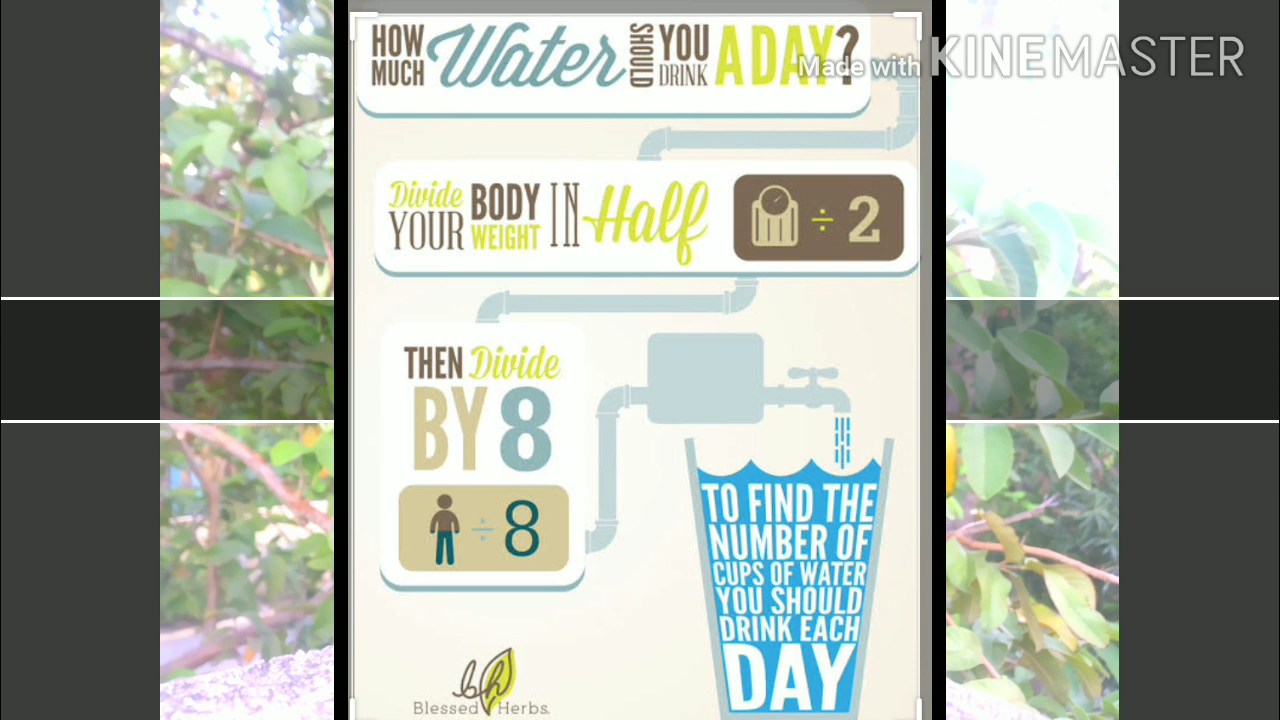 HOW MUCH Water SHOULD YOU DRINK A DAY?
Made with KINEMASTER
Divide YOUR BODY WEIGHT IN Half
÷ 2
THEN Divide
BY 8
÷ 8
TO FIND THE
NUMBER OF
CUPS OF WATER
YOU SHOULD
DRINK EACH
DAY
bh
Blessed Herbs.